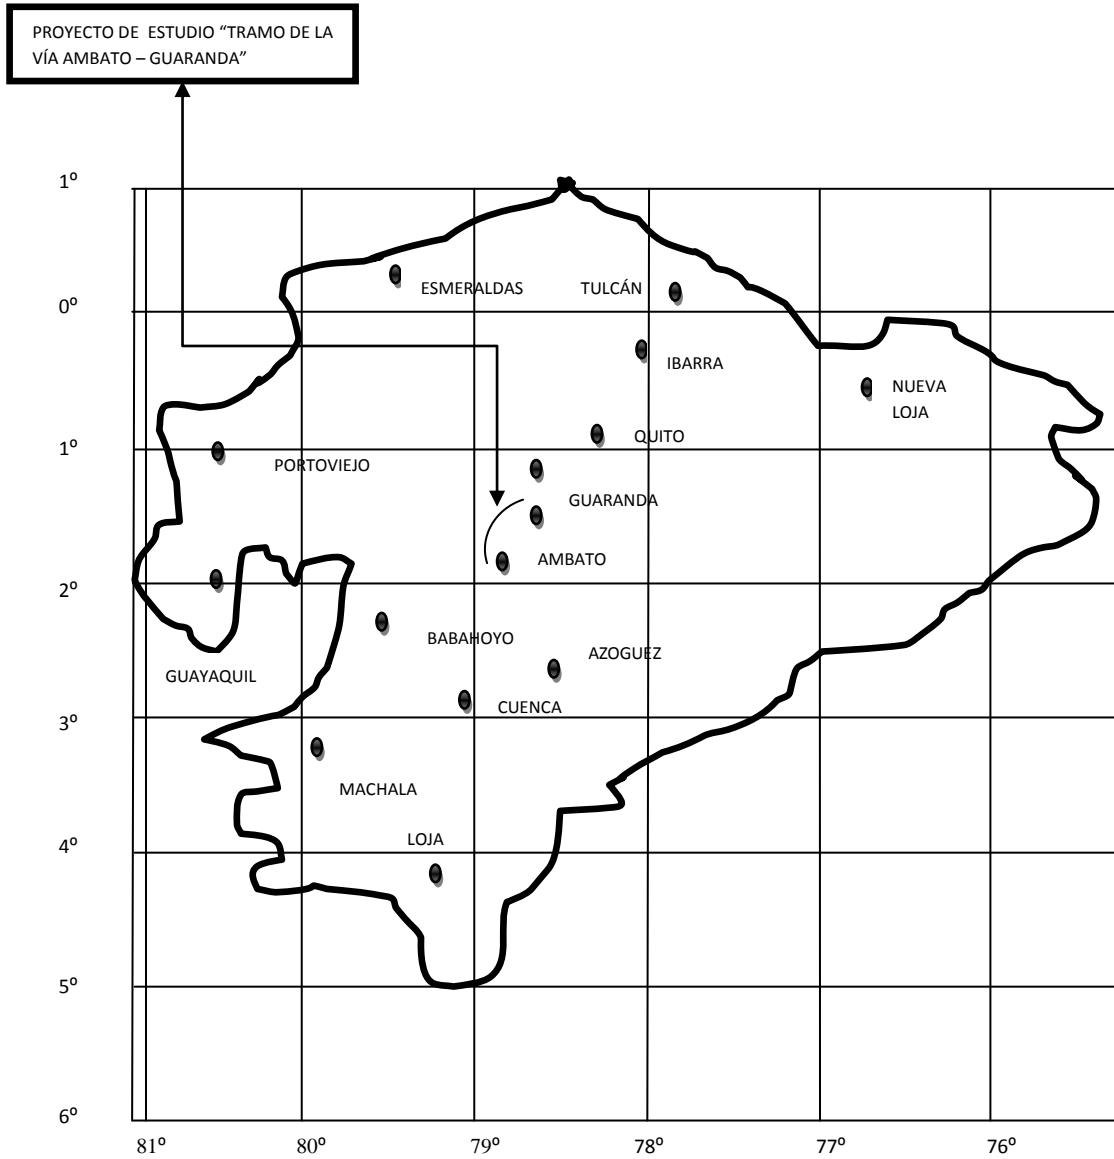 PROYECTO DE ESTUDIO “TRAMO DE LA
VÍA AMBATO – GUARANDA”
1º
ESMERALDAS
TULCÁN
0º
IBARRA
NUEVA
LOJA
QUITO
1º
PORTOVIEJO
GUARANDA
AMBATO
2º
BABAHOYO
AZOGUEZ
GUAYAQUIL
CUENCA
3º
MACHALA
LOJA
4º
5º
6º
81º
80º
79º
78º
77º
76º